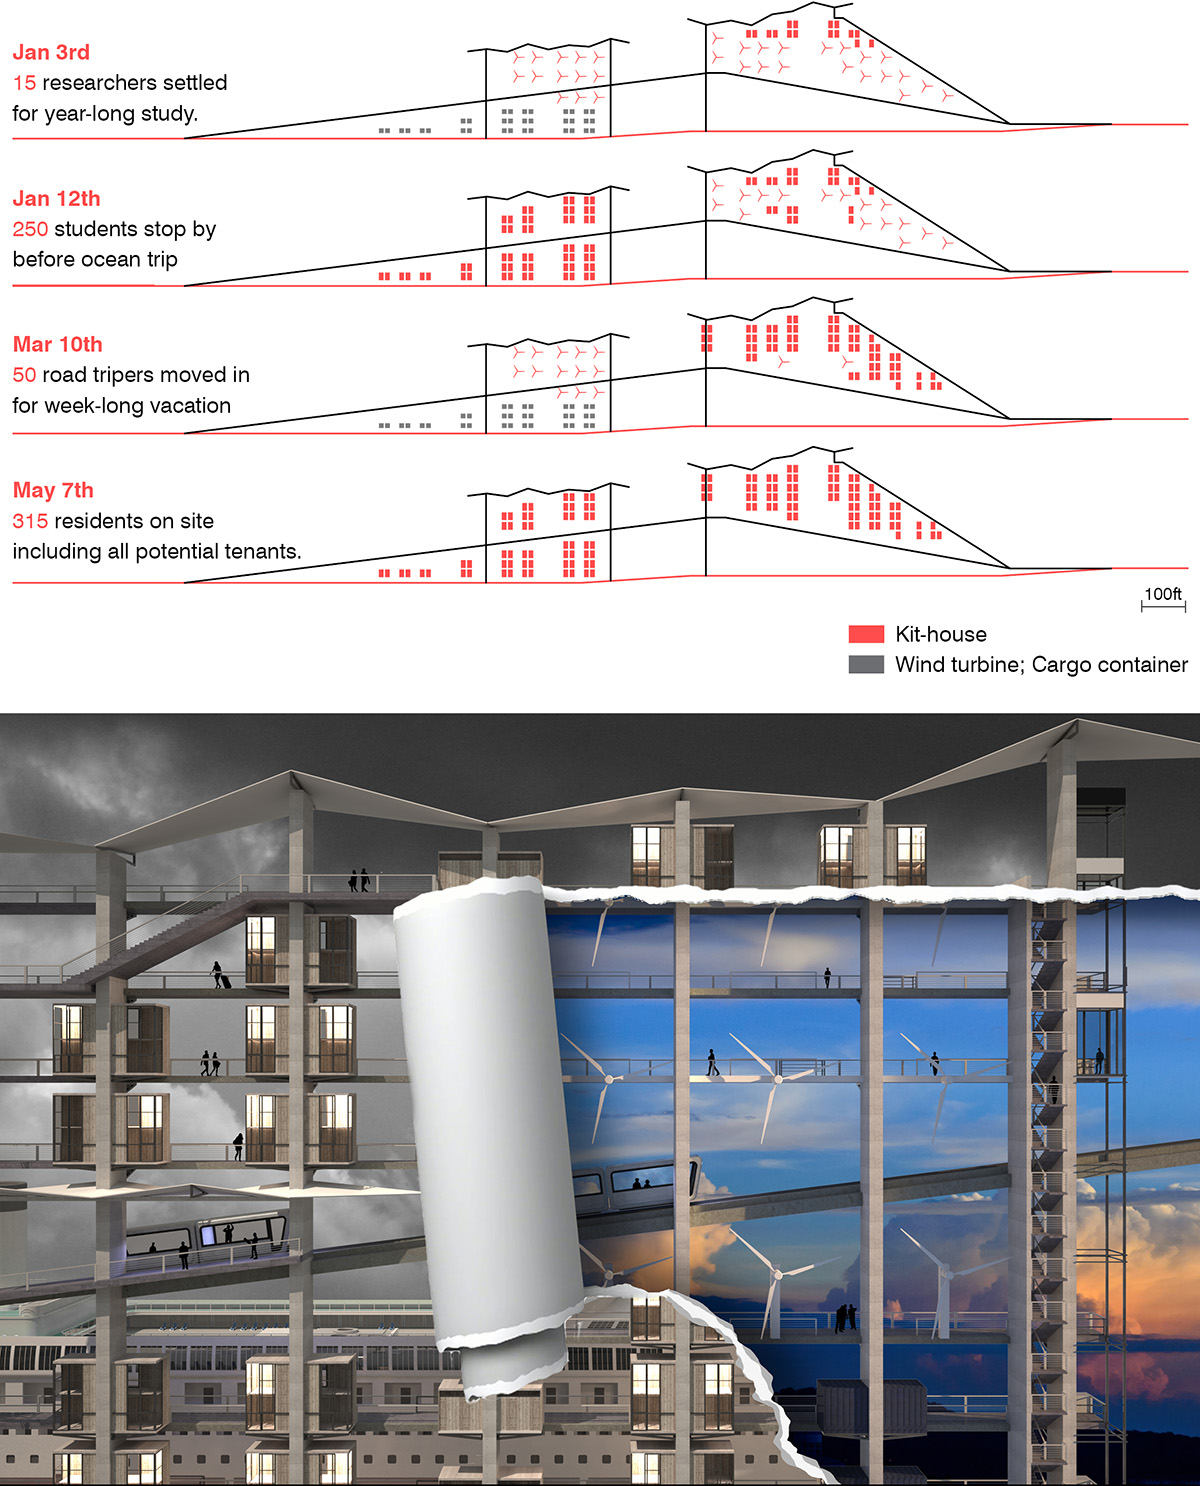 Jan 3rd
15 researchers settled
for year-long study.
Jan 12th
250 students stop by
before ocean trip
Mar 10th
50 road tripers moved in
for week-long vacation
May 7th
315 residents on site
including all potential tenants.
100ft
Kit-house
Wind turbine; Cargo container